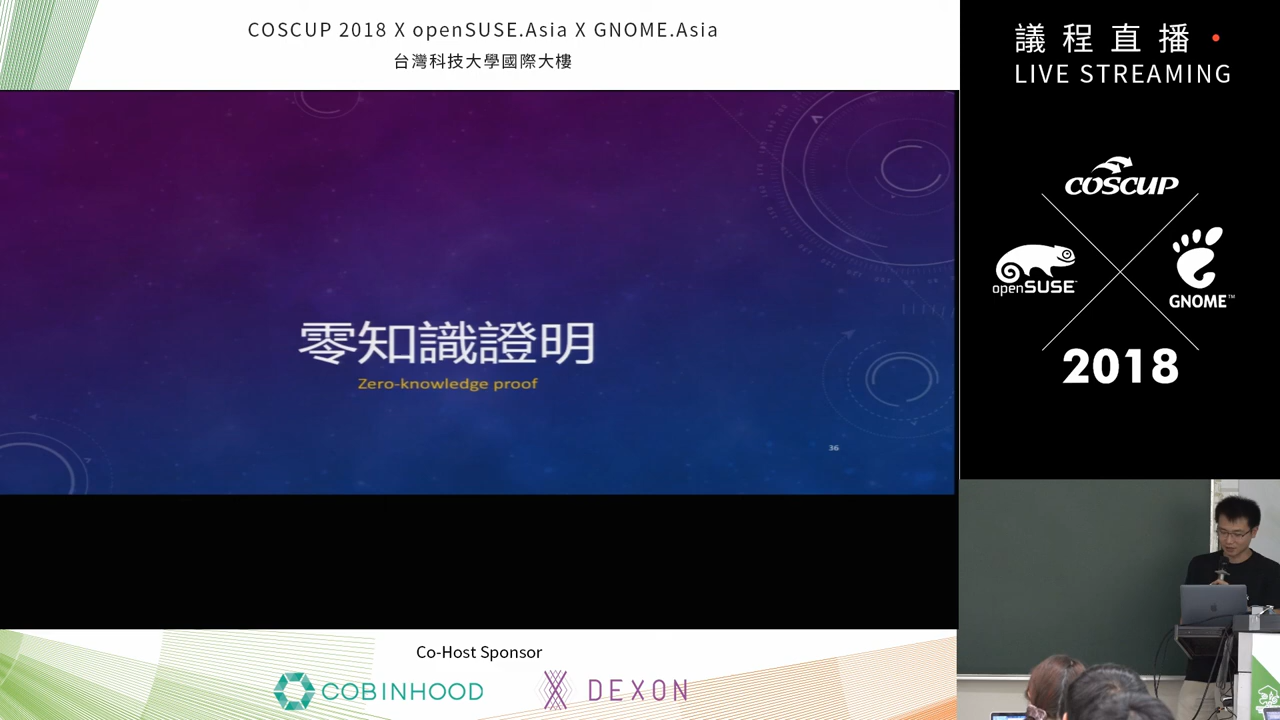 COSCUP 2018 X openSUSE.Asia X GNOME.Asia
台灣科技大學國際大樓
零知識證明
Zero-knowledge proof
36
Co-Host Sponsor
COBINHOOD
DEXON
議程直播
LIVE STREAMING
COSCUP
openSUSE
GNOME™
2018